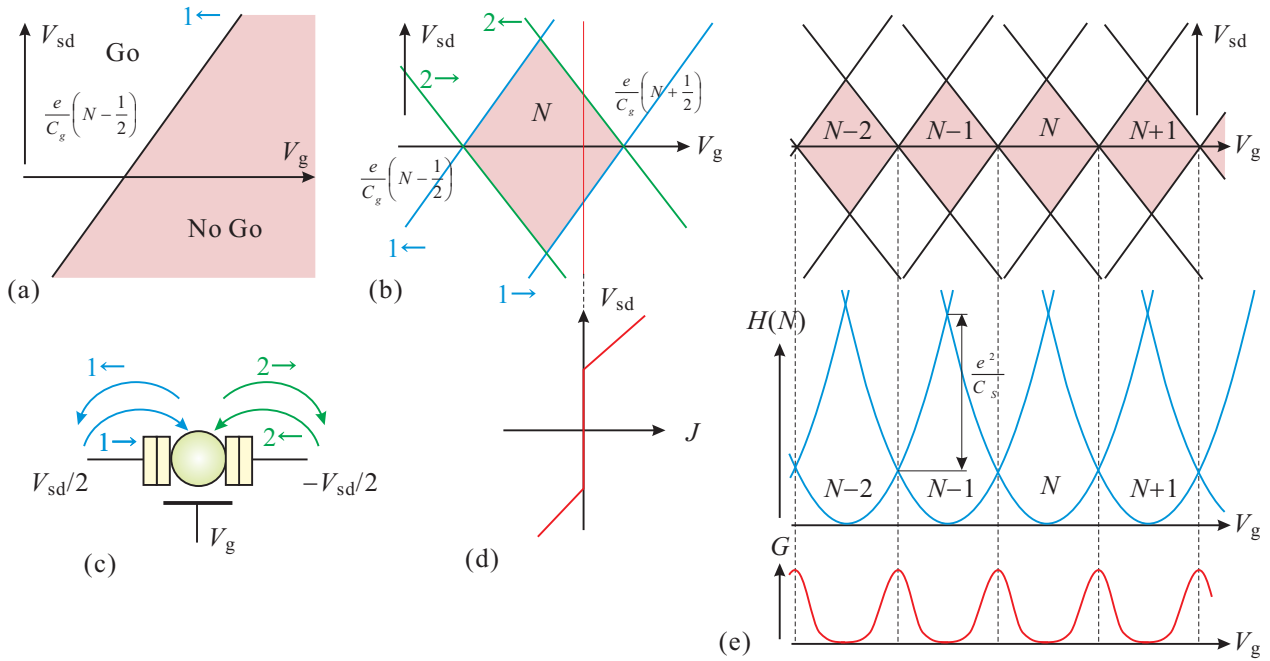 1←
V_sd
Go
e/C_g (N − 1/2)
V_g
No Go
(a)
V_sd
2←
1←
2→
N
e/C_g (N + 1/2)
V_g
e/C_g (N − 1/2)
1←
1→
(b)
1←
2→
1→
2←
V_sd/2
−V_sd/2
V_g
(c)
V_sd
J
(d)
V_sd
N−2
N−1
N
N+1
V_g
H(N)
e²/C_s
N−2
N−1
N
N+1
V_g
G
V_g
(e)